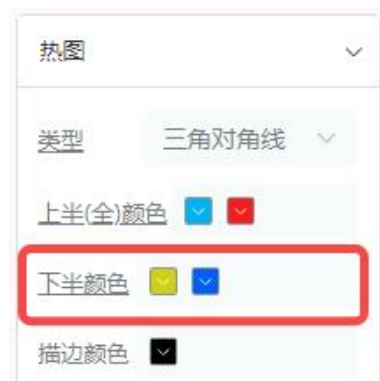 热图
类型 三角对角线
上半(全)颜色
下半颜色
描边颜色